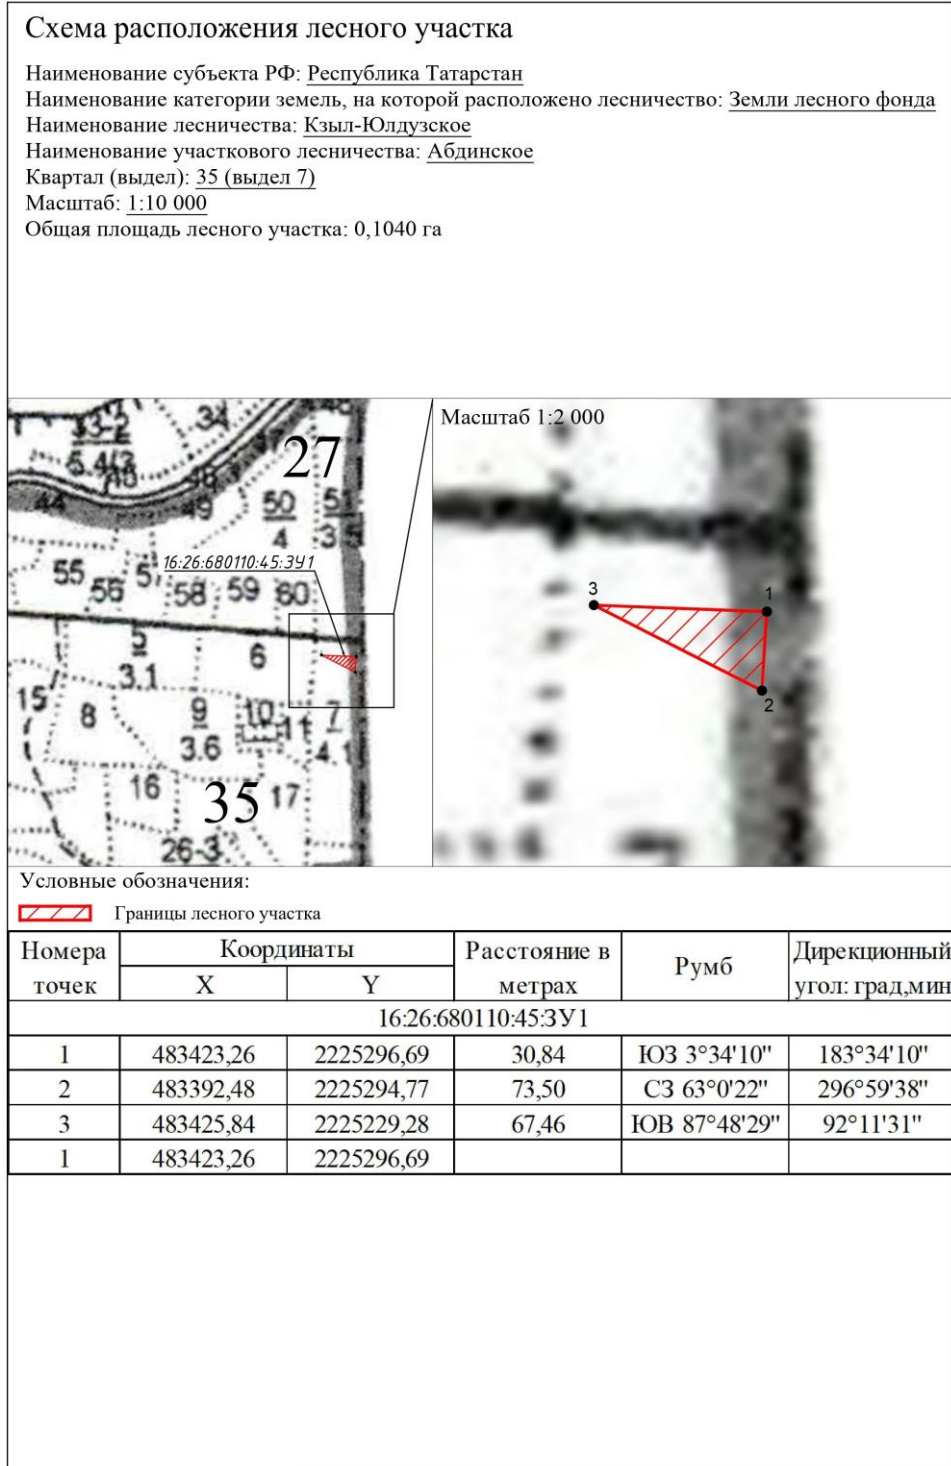 Схема расположения лесного участка
Наименование субъекта РФ: Республика Татарстан
Наименование категории земель, на которой расположено лесничество: Земли лесного фонда
Наименование лесничества: Кзыл-Юлдузское
Наименование участкового лесничества: Абдинское
Квартал (выдел): 35 (выдел 7)
Масштаб: 1:10 000
Общая площадь лесного участка: 0,1040 га
34
27
44
49
50
4
16:26:680110:45:ЗУ1
55
56
58
59
60
5
3.1
6
15
8
9
3.6
10
11
7
16
35
17
26-3
Масштаб 1:2 000
3
1
2
Условные обозначения:
Границы лесного участка
Номера точек Координаты Расстояние в метрах Румб Дирекционный угол: град,мин
X Y
16:26:680110:45:ЗУ1
1 483423,26 2225296,69 30,84 ЮЗ 3°34'10" 183°34'10"
2 483392,48 2225294,77 73,50 СЗ 63°0'22" 296°59'38"
3 483425,84 2225229,28 67,46 ЮВ 87°48'29" 92°11'31"
1 483423,26 2225296,69